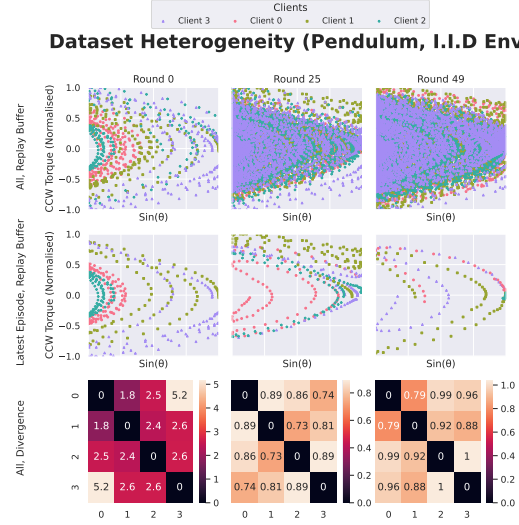 Clients
Client 3 Client 0 Client 1 Client 2
Dataset Heterogeneity (Pendulum, I.I.D Env
Round 0 Round 25 Round 49
All, Replay Buffer
CCW Torque (Normalised)
1.0
0.5
0.0
−0.5
−1.0
Sin(θ) Sin(θ) Sin(θ)
Latest Episode, Replay Buffer
CCW Torque (Normalised)
1.0
0.5
0.0
−0.5
−1.0
Sin(θ) Sin(θ) Sin(θ)
All, Divergence
0 1 2 3
0 1.8 2.5 5.2
1.8 0 2.4 2.6
2.5 2.4 0 2.6
5.2 2.6 2.6 0
0 1 2 3
5
4
3
2
1
0
0 0.89 0.86 0.74
0.89 0 0.73 0.81
0.86 0.73 0 0.89
0.74 0.81 0.89 0
0 1 2 3
0.8
0.6
0.4
0.2
0.0
0 0.79 0.99 0.96
0.79 0 0.92 0.88
0.99 0.92 0 1
0.96 0.88 1 0
0 1 2 3
1.0
0.8
0.6
0.4
0.2
0.0